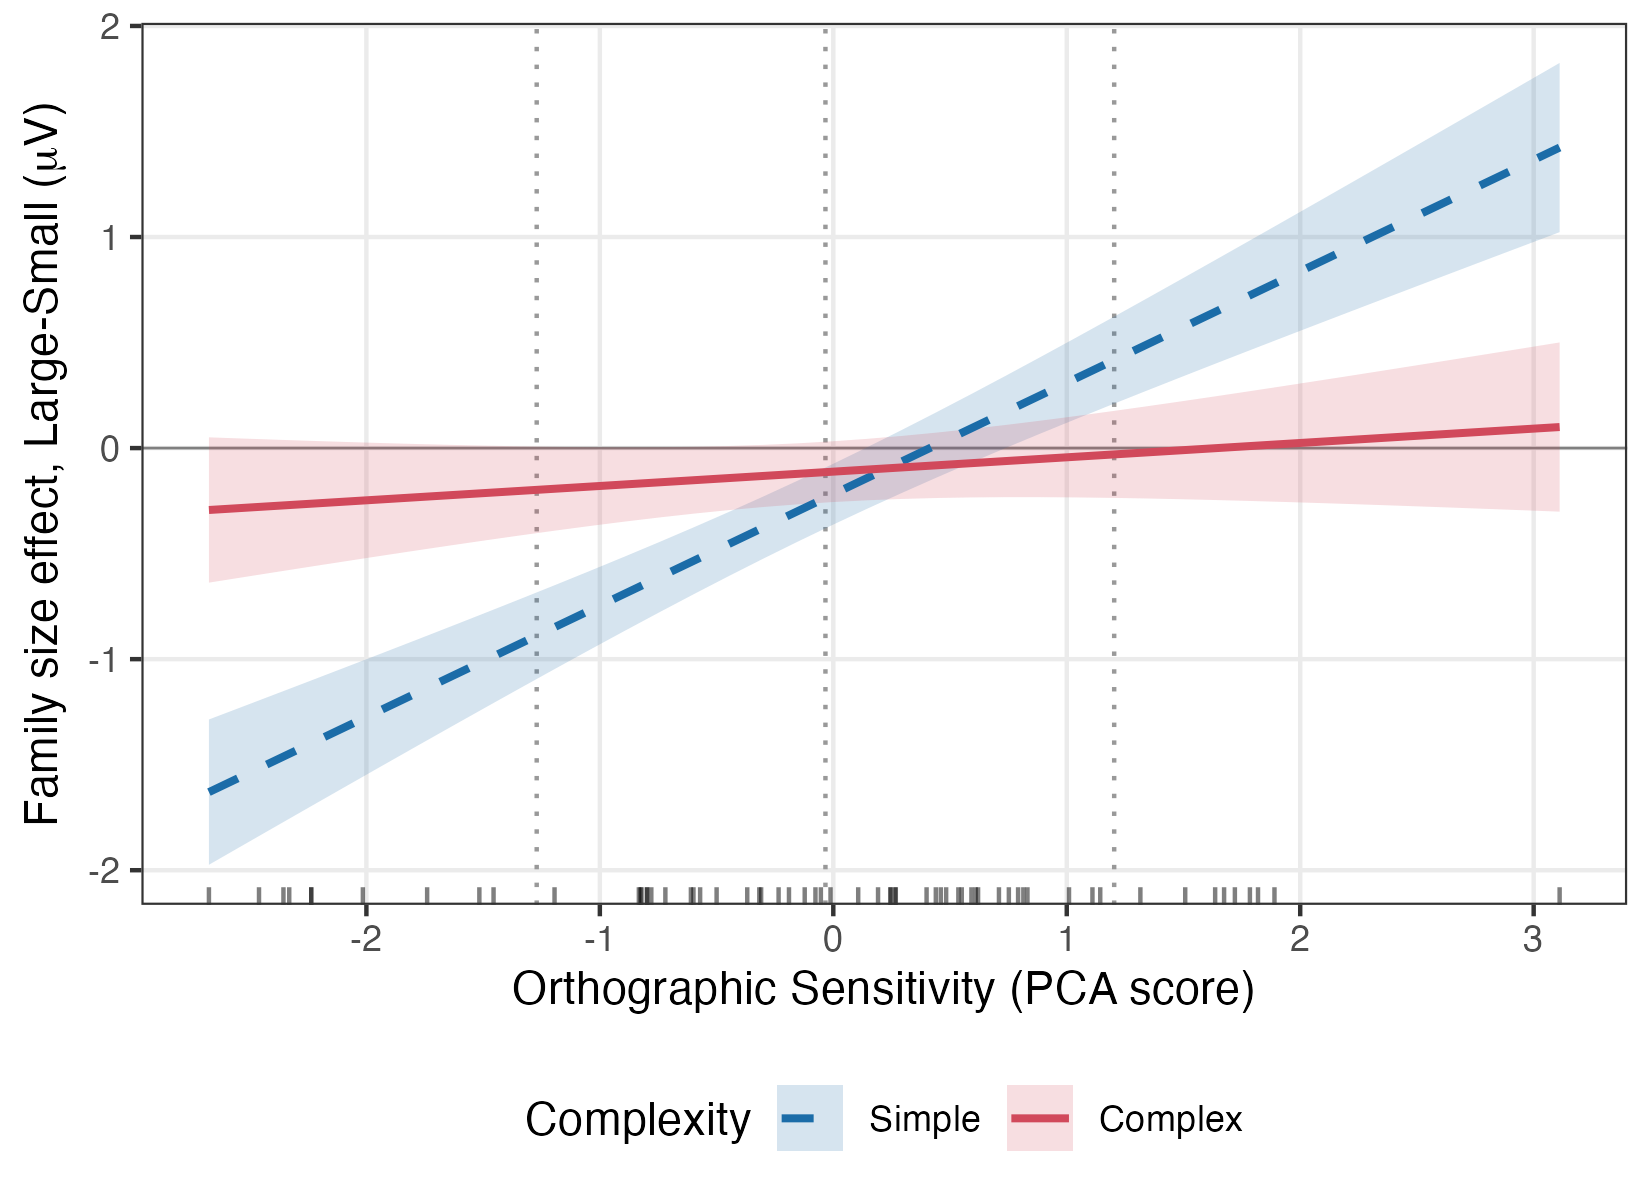 Family size effect, Large-Small (μV)
2
1
0
-1
-2
-2 -1 0 1 2 3
Orthographic Sensitivity (PCA score)
Complexity Simple Complex